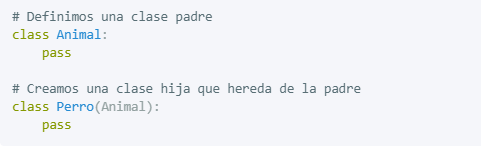 # Definimos una clase padre
class Animal:
    pass

# Creamos una clase hija que hereda de la padre
class Perro(Animal):
    pass